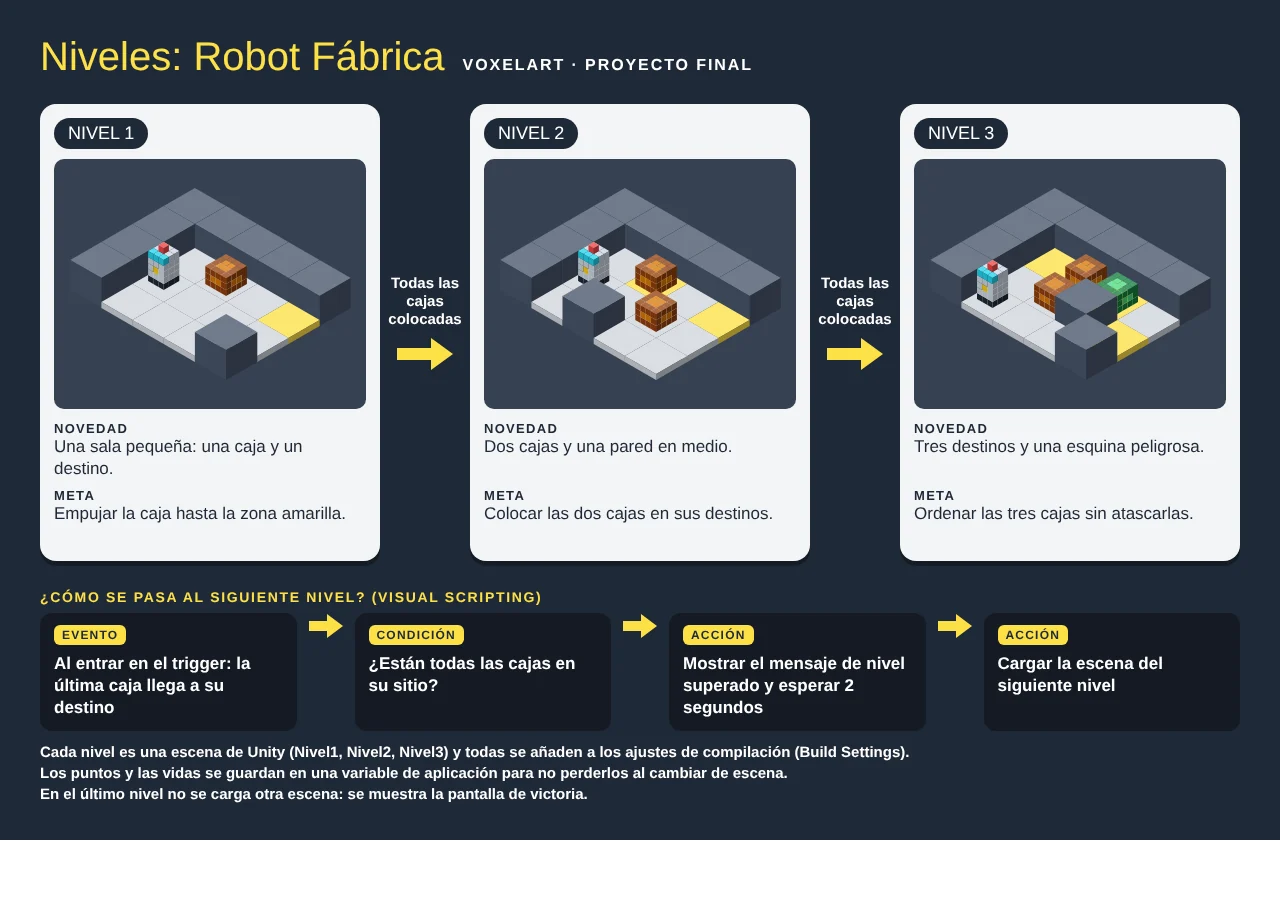 Niveles: Robot Fábrica
VOXELART · PROYECTO FINAL
NIVEL 1
NOVEDAD
Una sala pequeña: una caja y un
destino.
META
Empujar la caja hasta la zona amarilla.
Todas las
cajas
colocadas
NIVEL 2
NOVEDAD
Dos cajas y una pared en medio.
META
Colocar las dos cajas en sus destinos.
Todas las
cajas
colocadas
NIVEL 3
NOVEDAD
Tres destinos y una esquina peligrosa.
META
Ordenar las tres cajas sin atascarlas.
¿CÓMO SE PASA AL SIGUIENTE NIVEL? (VISUAL SCRIPTING)
EVENTO
Al entrar en el trigger: la
última caja llega a su
destino
CONDICIÓN
¿Están todas las cajas en
su sitio?
ACCIÓN
Mostrar el mensaje de nivel
superado y esperar 2
segundos
ACCIÓN
Cargar la escena del
siguiente nivel
Cada nivel es una escena de Unity (Nivel1, Nivel2, Nivel3) y todas se añaden a los ajustes de compilación (Build Settings).
Los puntos y las vidas se guardan en una variable de aplicación para no perderlos al cambiar de escena.
En el último nivel no se carga otra escena: se muestra la pantalla de victoria.